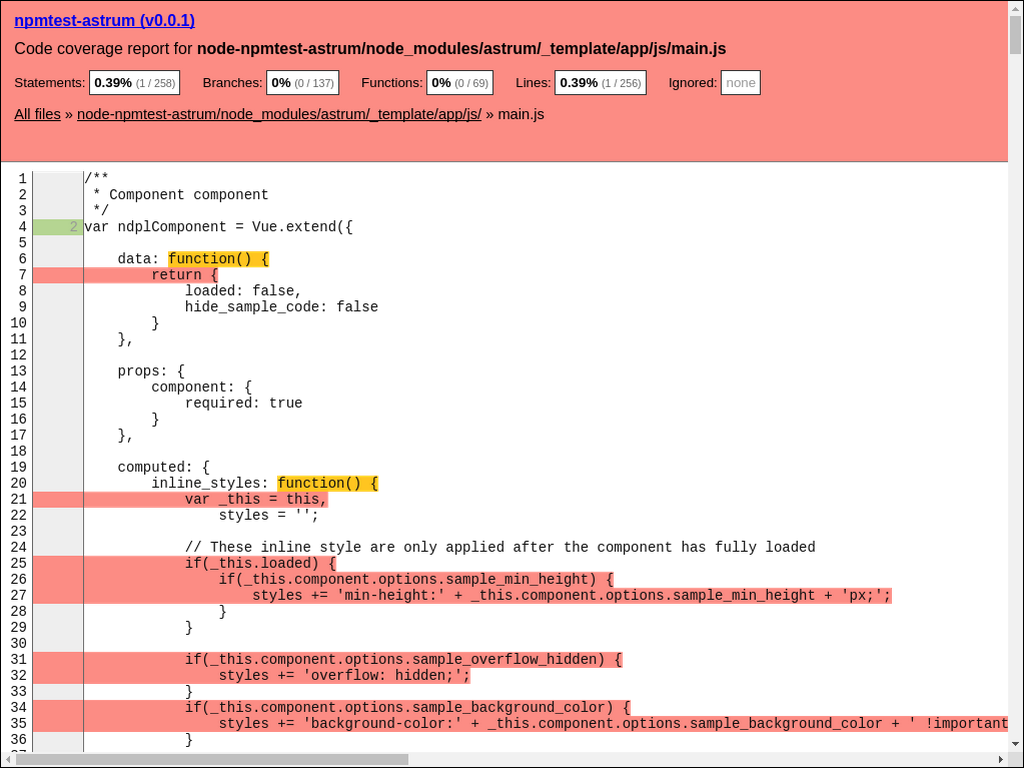 npmtest-astrum (v0.0.1)
Code coverage report for node-npmtest-astrum/node_modules/astrum/_template/app/js/main.js
Statements: 0.39% (1 / 258) Branches: 0% (0 / 137) Functions: 0% (0 / 69) Lines: 0.39% (1 / 256) Ignored: none
All files » node-npmtest-astrum/node_modules/astrum/_template/app/js/ » main.js
1 /**
2  * Component component
3  */
4 2 var ndplComponent = Vue.extend({
5
6     data: function() {
7         return {
8             loaded: false,
9             hide_sample_code: false
10         }
11     },
12
13     props: {
14         component: {
15             required: true
16         }
17     },
18
19     computed: {
20         inline_styles: function() {
21             var _this = this,
22                 styles = '';
23
24             // These inline style are only applied after the component has fully loaded
25             if(_this.loaded) {
26                 if(_this.component.options.sample_min_height) {
27                     styles += 'min-height:' + _this.component.options.sample_min_height + 'px;';
28                 }
29             }
30
31             if(_this.component.options.sample_overflow_hidden) {
32                 styles += 'overflow: hidden;';
33             }
34             if(_this.component.options.sample_background_color) {
35                 styles += 'background-color:' + _this.component.options.sample_background_color + ' !important
36             }